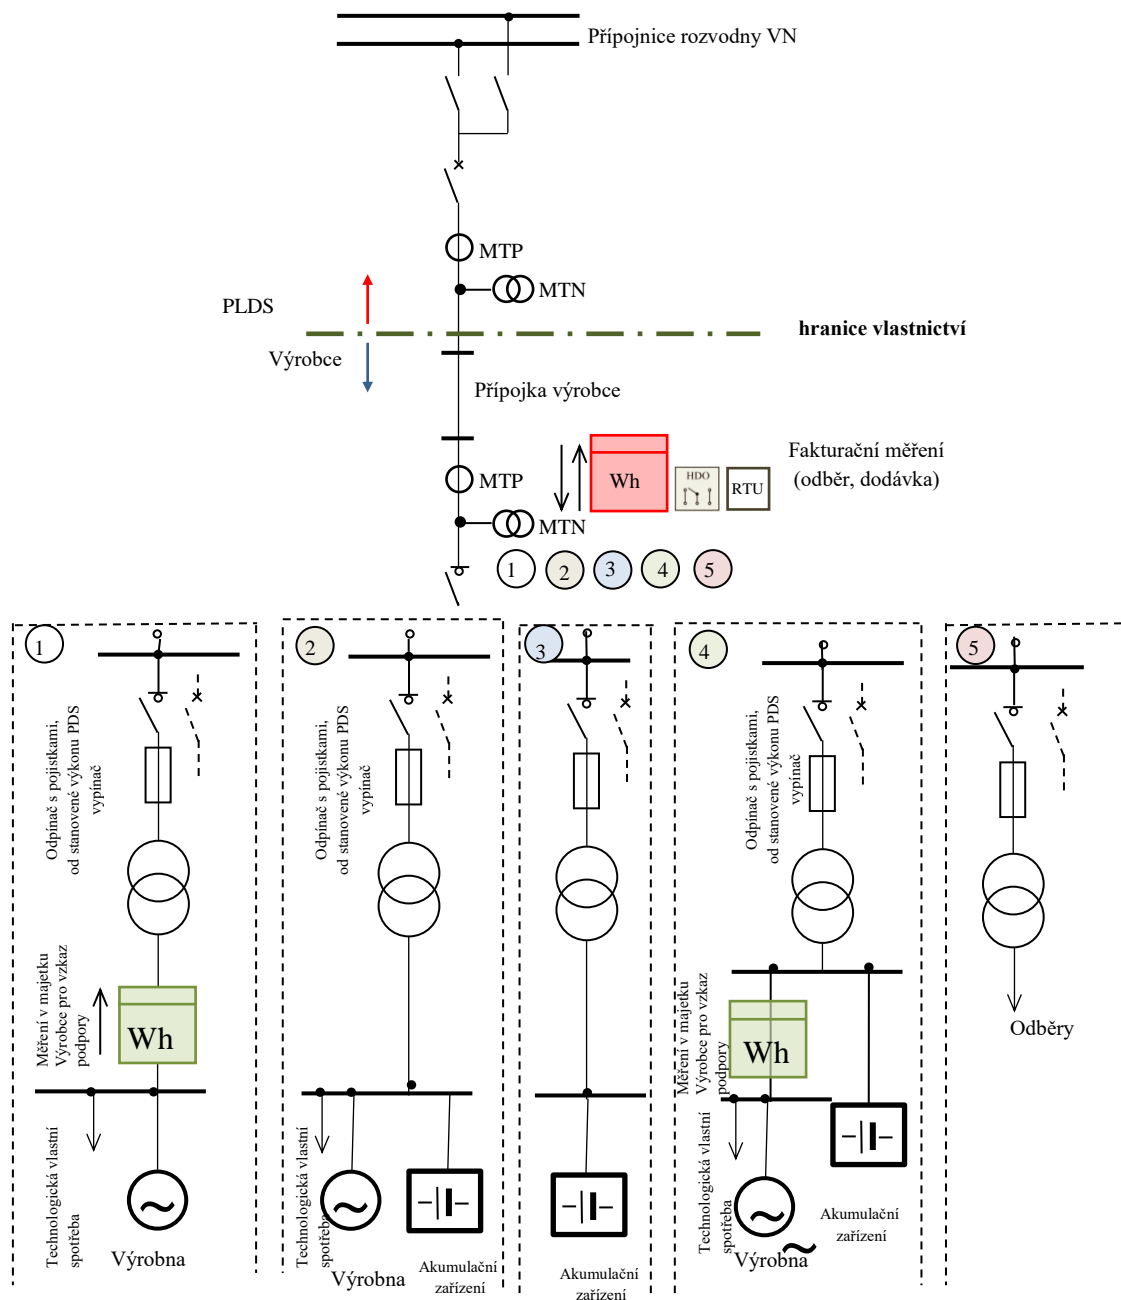 Přípojnice rozvodny VN
MTP
MTN
PLDS
hranice vlastnictví
Výrobce
Přípojka výrobce
MTP
MTN
Wh
HDO
RTU
Fakturační měření
(odběr, dodávka)
1
2
3
4
5
1
Odpínač s pojistkami,
od stanovené výkonu PDS
vypínač
Měření v majetku
Výrobce pro vzkaz
podpory
Wh
Technologická vlastní
spotřeba
Výrobna
2
Odpínač s pojistkami,
od stanovené výkonu PDS
vypínač
Technologická vlastní
spotřeba
Výrobna
Akumulační
zařízení
3
Akumulační
zařízení
4
Odpínač s pojistkami,
od stanovené výkonu PDS
vypínač
Měření v majetku
Výrobce pro vzkaz
podpory
Wh
Technologická vlastní
spotřeba
Výrobna
Akumulační
zařízení
5
Odběry